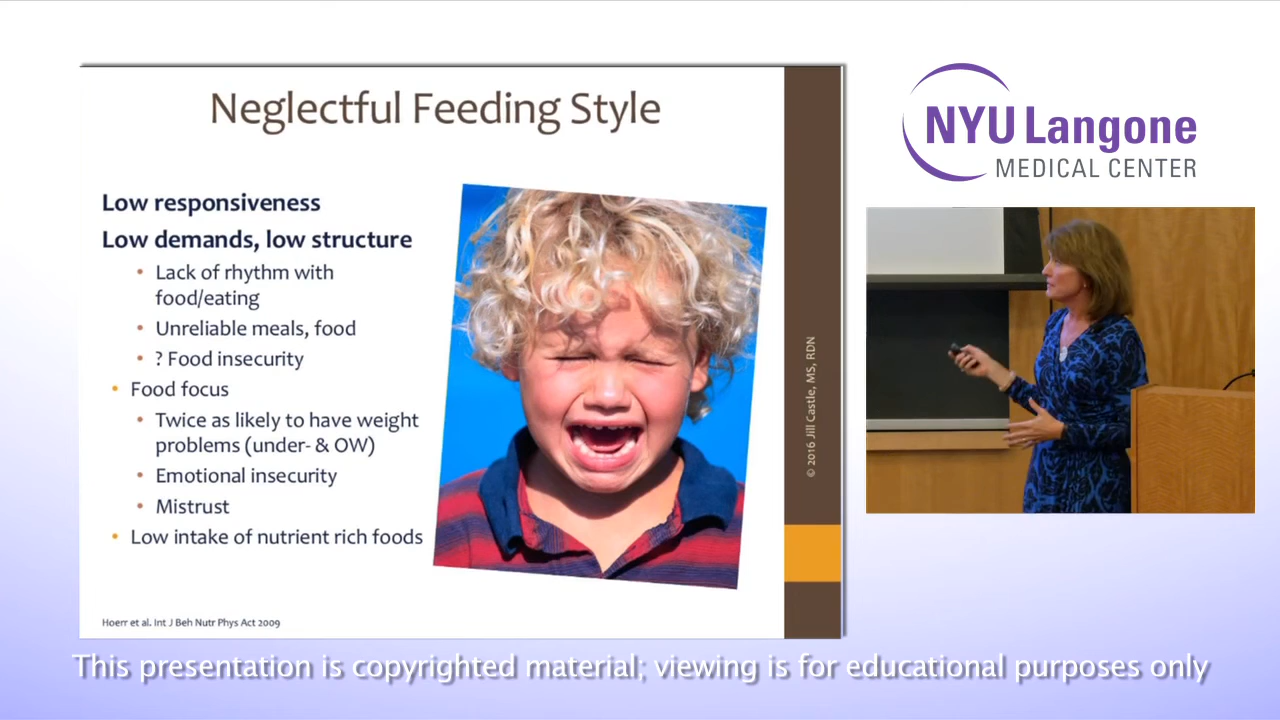 Neglectful Feeding Style
Low responsiveness
Low demands, low structure
• Lack of rhythm with
food/eating
• Unreliable meals, food
• ? Food insecurity
• Food focus
• Twice as likely to have weight
problems (under- & OW)
• Emotional insecurity
• Mistrust
• Low intake of nutrient rich foods
Hoerr et al. Int J Beh Nutr Phys Act 2009
© 2016 Jill Castle, MS, RDN
NYU Langone
MEDICAL CENTER
This presentation is copyrighted material; viewing is for educational purposes only